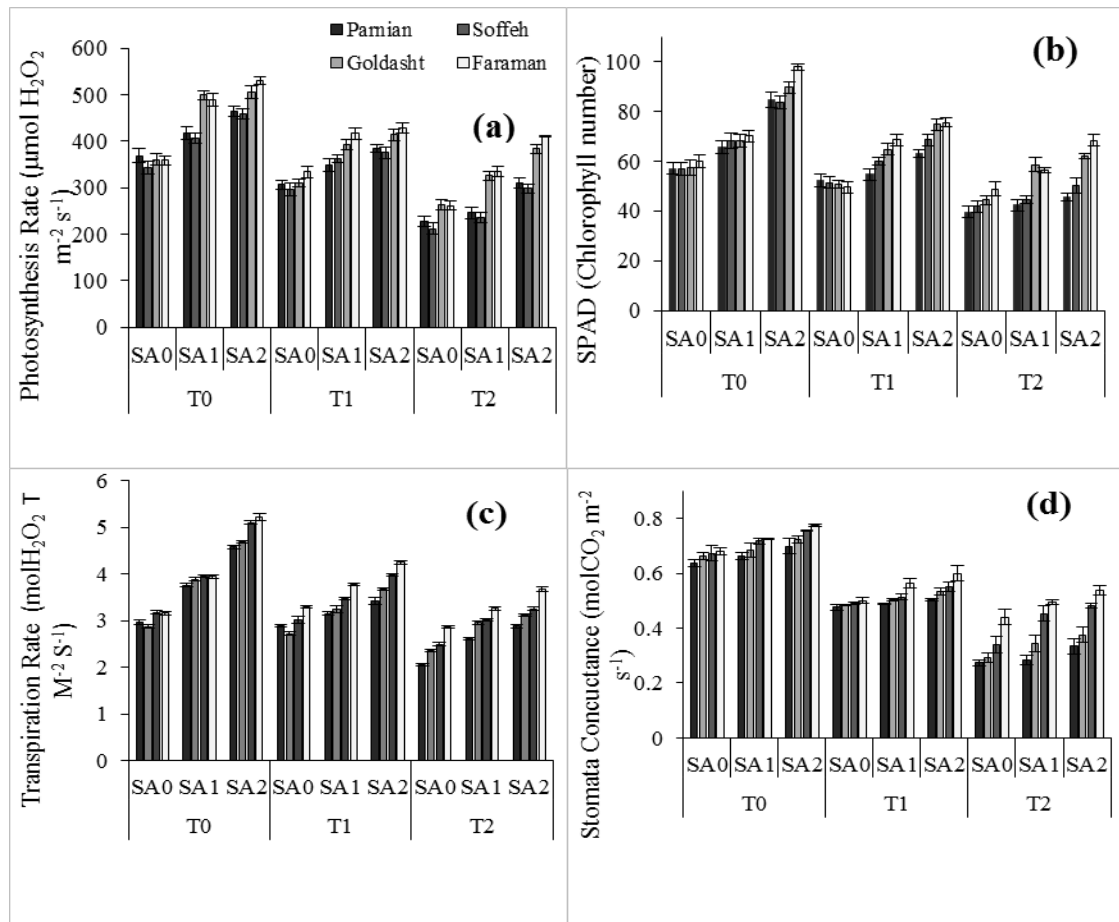 Parnian
Soffeh
Goldasht
Faraman
(a)
Photosynthesis Rate (µmol H₂O₂
m⁻² s⁻¹)
600
500
400
300
200
100
0
SA0 SA1 SA2 SA0 SA1 SA2 SA0 SA1 SA2
T0 T1 T2
(b)
SPAD (Chlorophyll number)
100
80
60
40
20
0
SA0 SA1 SA2 SA0 SA1 SA2 SA0 SA1 SA2
T0 T1 T2
(c)
Transpiration Rate (molH₂O₂ T
M⁻² S⁻¹)
6
5
4
3
2
1
0
SA0 SA1 SA2 SA0 SA1 SA2 SA0 SA1 SA2
T0 T1 T2
(d)
Stomata Concuctance (molCO₂ m⁻²
s⁻¹)
0.8
0.6
0.4
0.2
0
SA0 SA1 SA2 SA0 SA1 SA2 SA0 SA1 SA2
T0 T1 T2